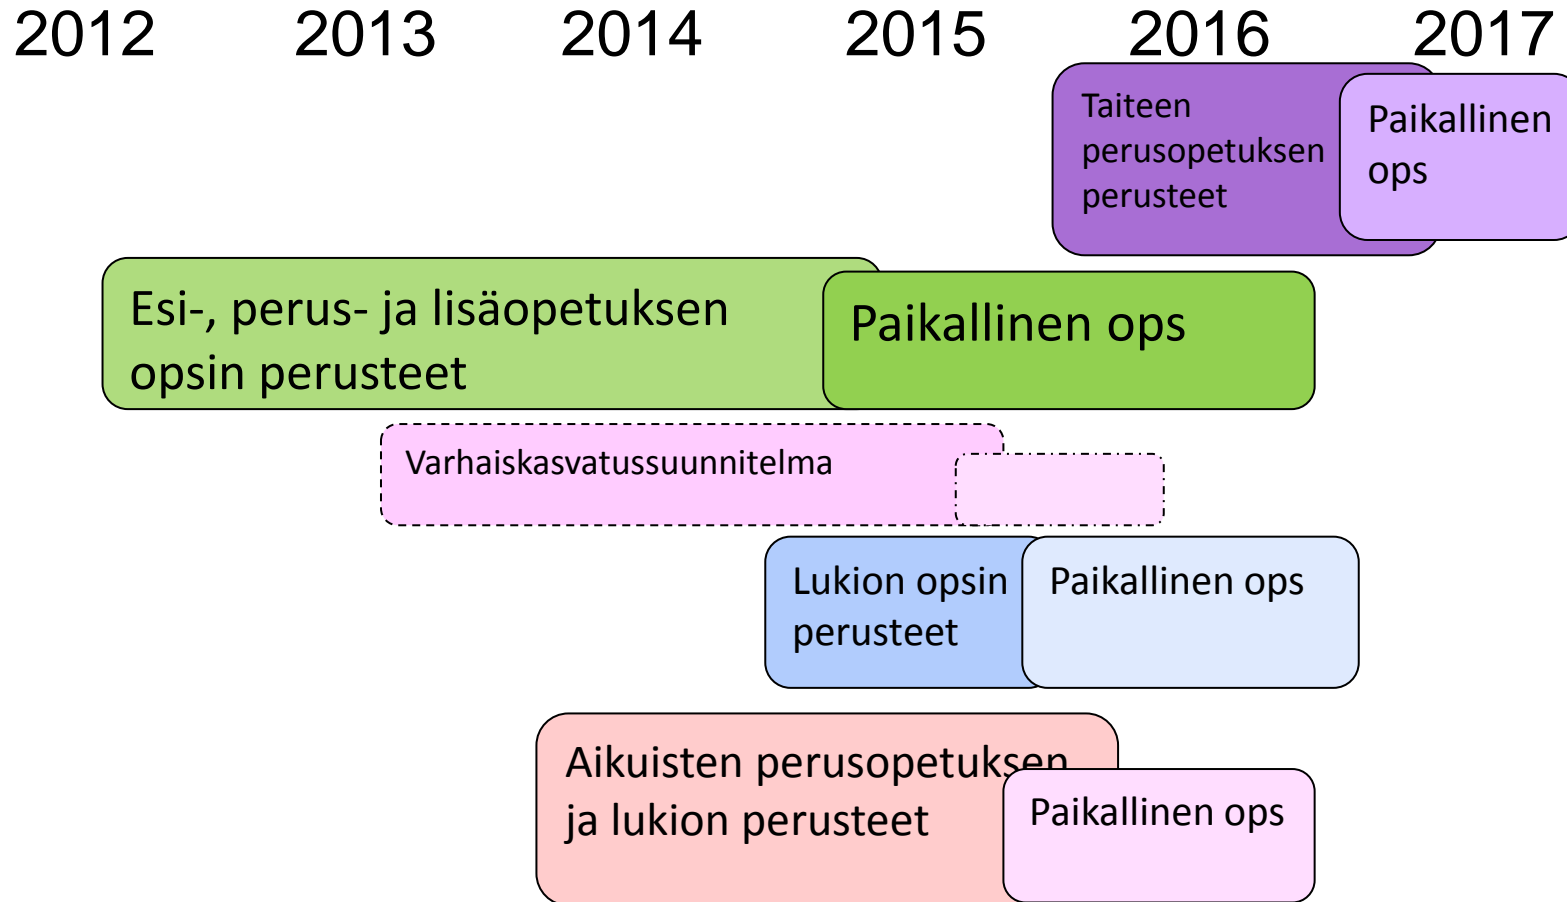 2012 2013 2014 2015 2016 2017
Taiteen
perusopetuksen
perusteet
Paikallinen
ops
Esi-, perus- ja lisäopetuksen
opsin perusteet
Paikallinen ops
Varhaiskasvatussuunnitelma
Lukion opsin
perusteet
Paikallinen ops
Aikuisten perusopetuksen
ja lukion perusteet
Paikallinen ops